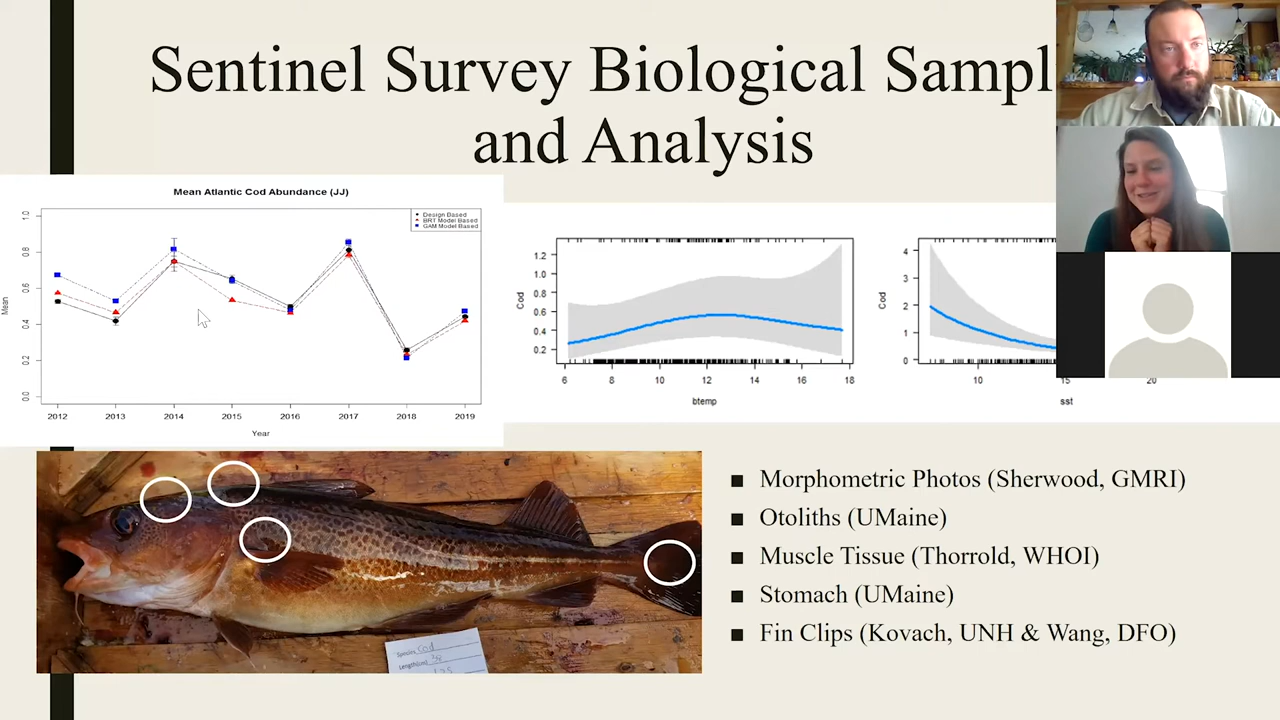 Sentinel Survey Biological Sampl
and Analysis
Mean Atlantic Cod Abundance (JJ)
Design Based
BRT Model Based
GAM Model Based
1.0
0.8
0.6
0.4
0.2
0.0
Mean
2012 2013 2014 2015 2016 2017 2018 2019
Year
1.2
1.0
0.8
0.6
0.4
0.2
Cod
6 8 10 12 14 16 18
btemp
4
3
2
1
0
Cod
10 15 20
sst
Species Cod
Length(cm)
■ Morphometric Photos (Sherwood, GMRI)
■ Otoliths (UMaine)
■ Muscle Tissue (Thorrold, WHOI)
■ Stomach (UMaine)
■ Fin Clips (Kovach, UNH & Wang, DFO)